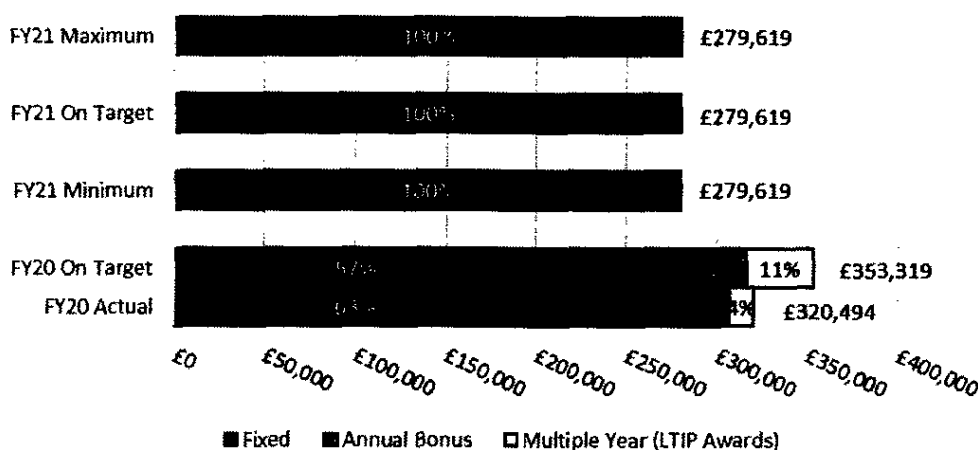 FY21 Maximum 100% £279,619
FY21 On Target 100% £279,619
FY21 Minimum 100% £279,619
FY20 On Target 11% £353,319
FY20 Actual 4% £320,494
£0 £50,000 £100,000 £150,000 £200,000 £250,000 £300,000 £350,000 £400,000
Fixed Annual Bonus Multiple Year (LTIP Awards)